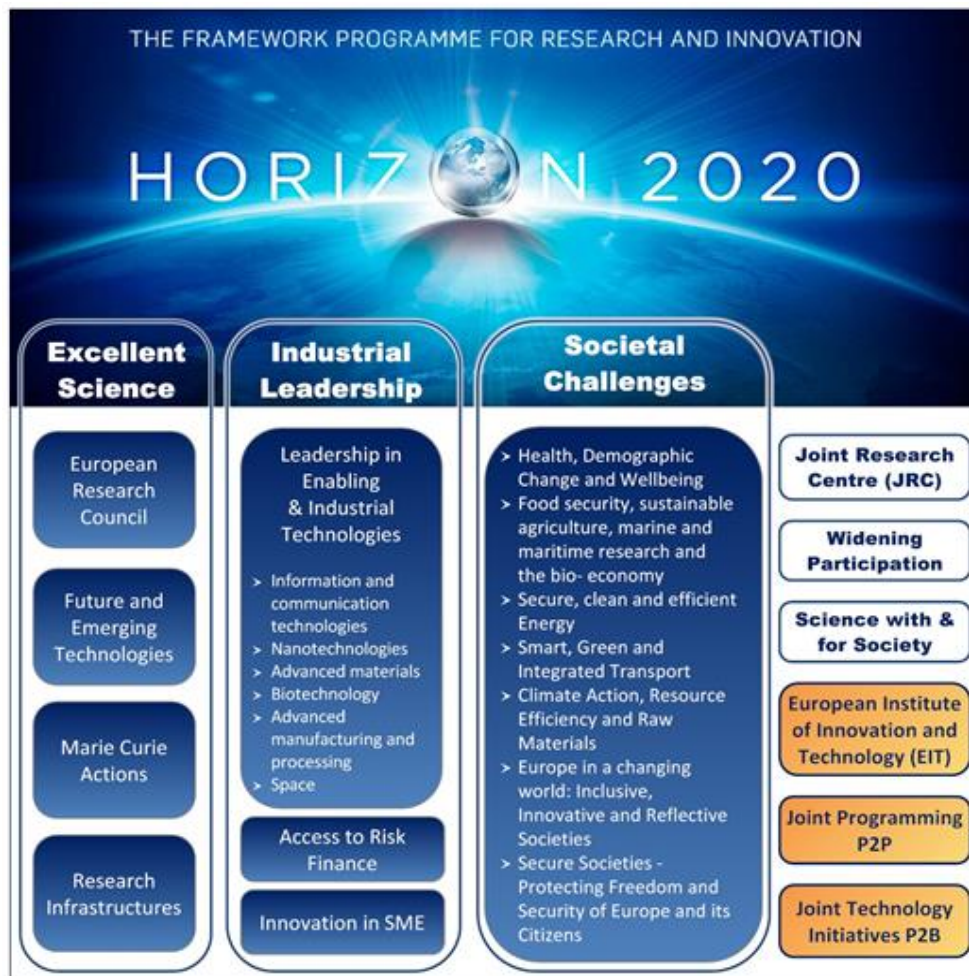 THE FRAMEWORK PROGRAMME FOR RESEARCH AND INNOVATION
HORIZON 2020
Excellent
Science
European
Research
Council
Future and
Emerging
Technologies
Marie Curie
Actions
Research
Infrastructures
Industrial
Leadership
Leadership in
Enabling
& Industrial
Technologies
> Information and
communication
technologies
> Nanotechnologies
> Advanced materials
> Biotechnology
> Advanced
manufacturing and
processing
> Space
Access to Risk
Finance
Innovation in SME
Societal
Challenges
> Health, Demographic
Change and Wellbeing
> Food security, sustainable
agriculture, marine and
maritime research and
the bio- economy
> Secure, clean and efficient
Energy
> Smart, Green and
Integrated Transport
> Climate Action, Resource
Efficiency and Raw
Materials
> Europe in a changing
world: Inclusive,
Innovative and Reflective
Societies
> Secure Societies -
Protecting Freedom and
Security of Europe and its
Citizens
Joint Research
Centre (JRC)
Widening
Participation
Science with &
for Society
European Institute
of Innovation and
Technology (EIT)
Joint Programming
P2P
Joint Technology
Initiatives P2B